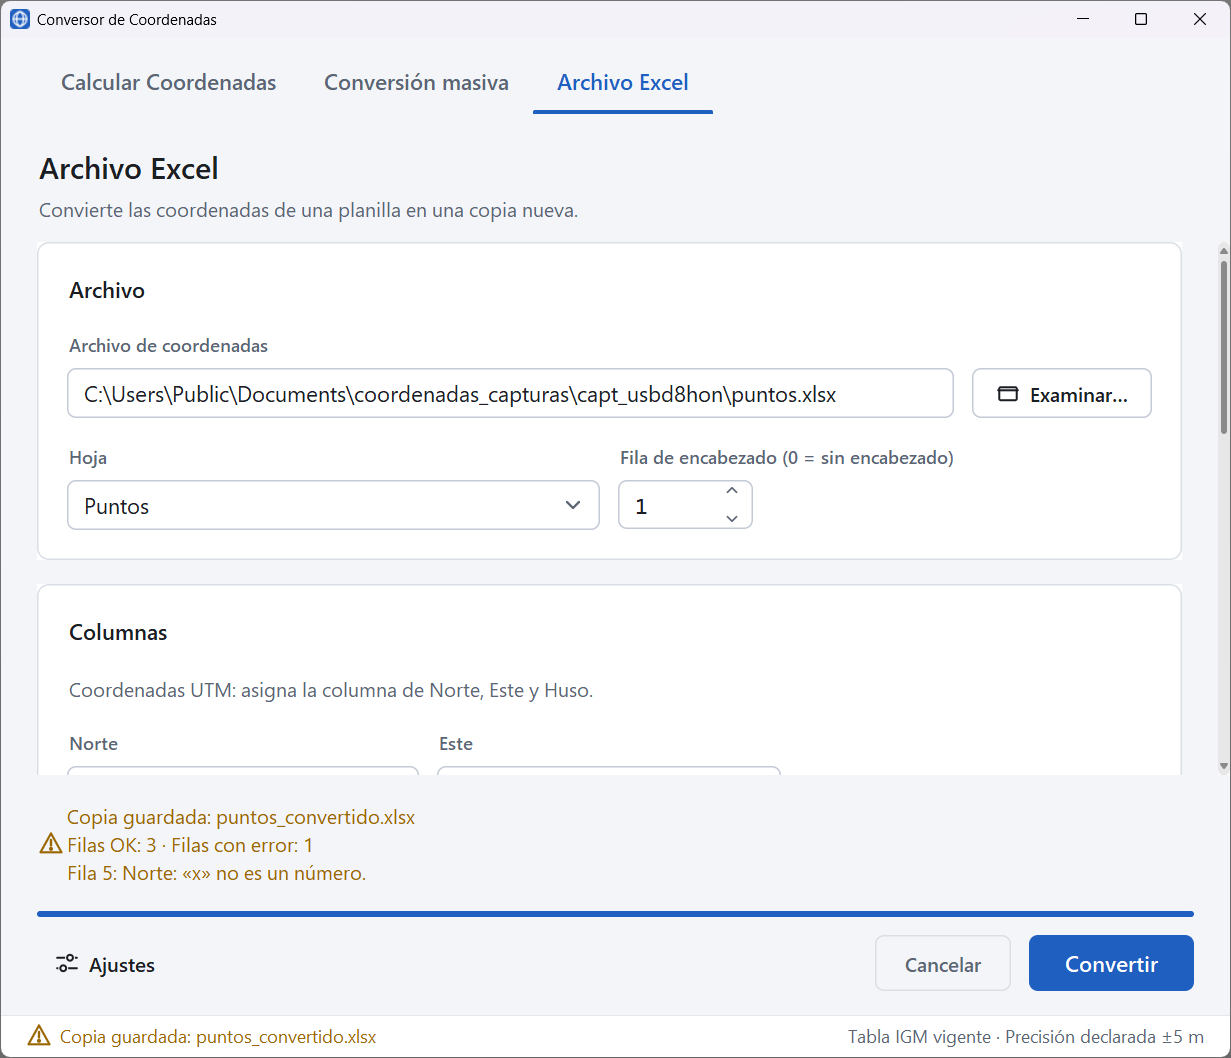 Conversor de Coordenadas
Calcular Coordenadas
Conversión masiva
Archivo Excel
Archivo Excel
Convierte las coordenadas de una planilla en una copia nueva.
Archivo
Archivo de coordenadas
C:\Users\Public\Documents\coordenadas_capturas\capt_usbd8hon\puntos.xlsx
Examinar...
Hoja
Fila de encabezado (0 = sin encabezado)
Puntos
1
Columnas
Coordenadas UTM: asigna la columna de Norte, Este y Huso.
Norte
Este
Copia guardada: puntos_convertido.xlsx
Filas OK: 3 · Filas con error: 1
Fila 5: Norte: «x» no es un número.
Ajustes
Cancelar
Convertir
Copia guardada: puntos_convertido.xlsx
Tabla IGM vigente · Precisión declarada ±5 m